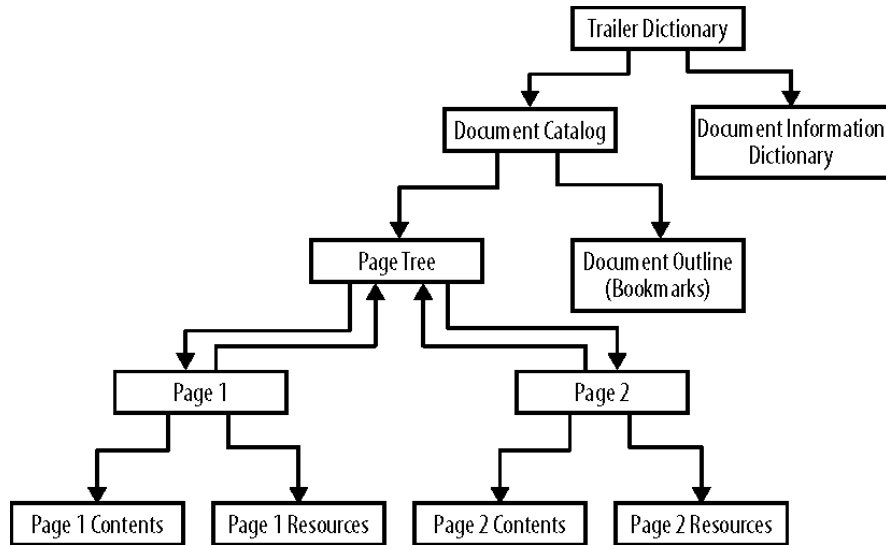 Trailer Dictionary
Document Catalog
Document Information
Dictionary
Page Tree
Document Outline
(Bookmarks)
Page 1
Page 2
Page 1 Contents
Page 1 Resources
Page 2 Contents
Page 2 Resources